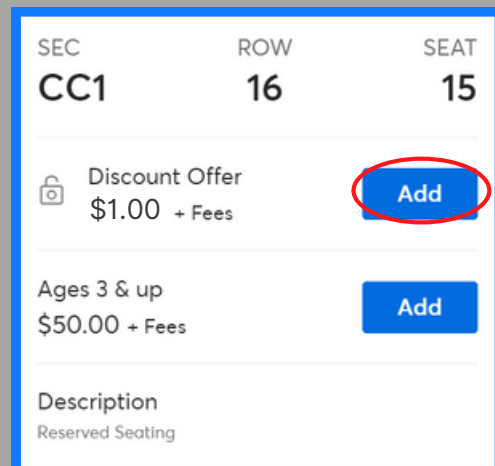 SEC ROW SEAT
CC1 16 15
Discount Offer
$1.00 + Fees
Add
Ages 3 & up
$50.00 + Fees
Add
Description
Reserved Seating